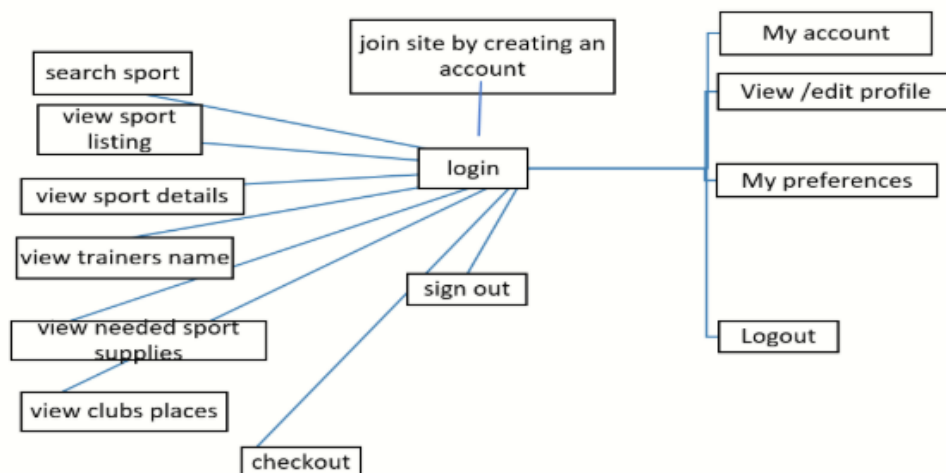 join site by creating an
account
My account
search sport
View /edit profile
view sport
listing
login
view sport details
My preferences
view trainers name
sign out
view needed sport
supplies
Logout
view clubs places
checkout